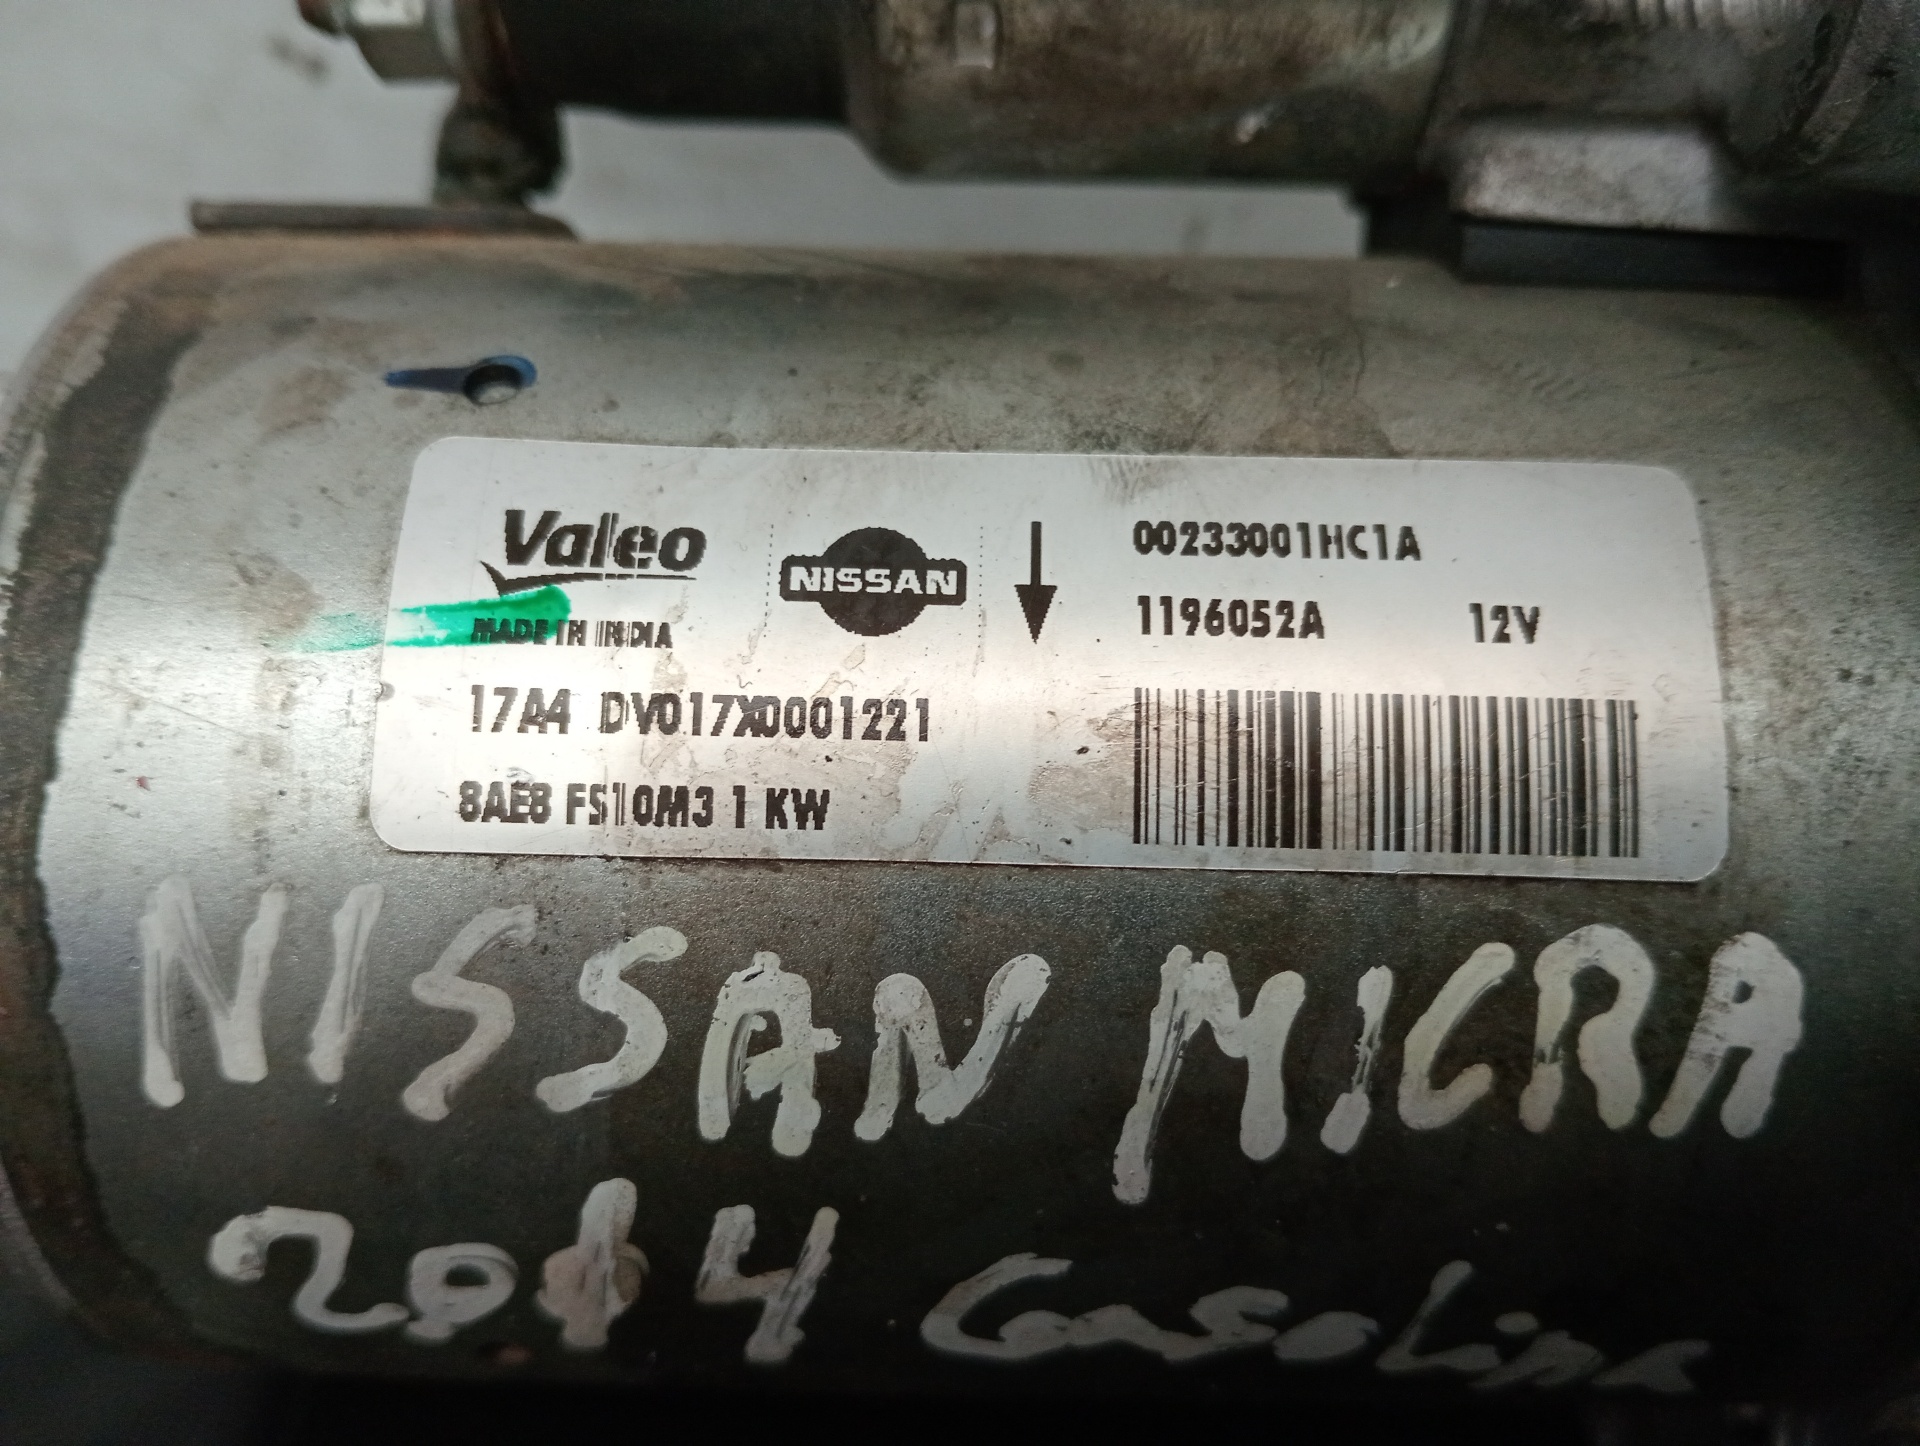 Valeo
MADE IN INDIA
NISSAN
00233001HC1A
1196052A 12V
17A4 DV017X0001221
8AE8 FS10M3 1 KW
NISSAN MICRA
2014 Gasolina